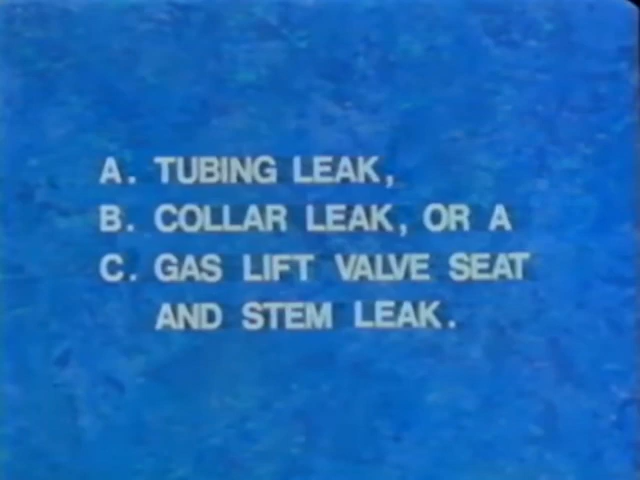 A. TUBING LEAK,
B. COLLAR LEAK, OR A
C. GAS LIFT VALVE SEAT
AND STEM LEAK.